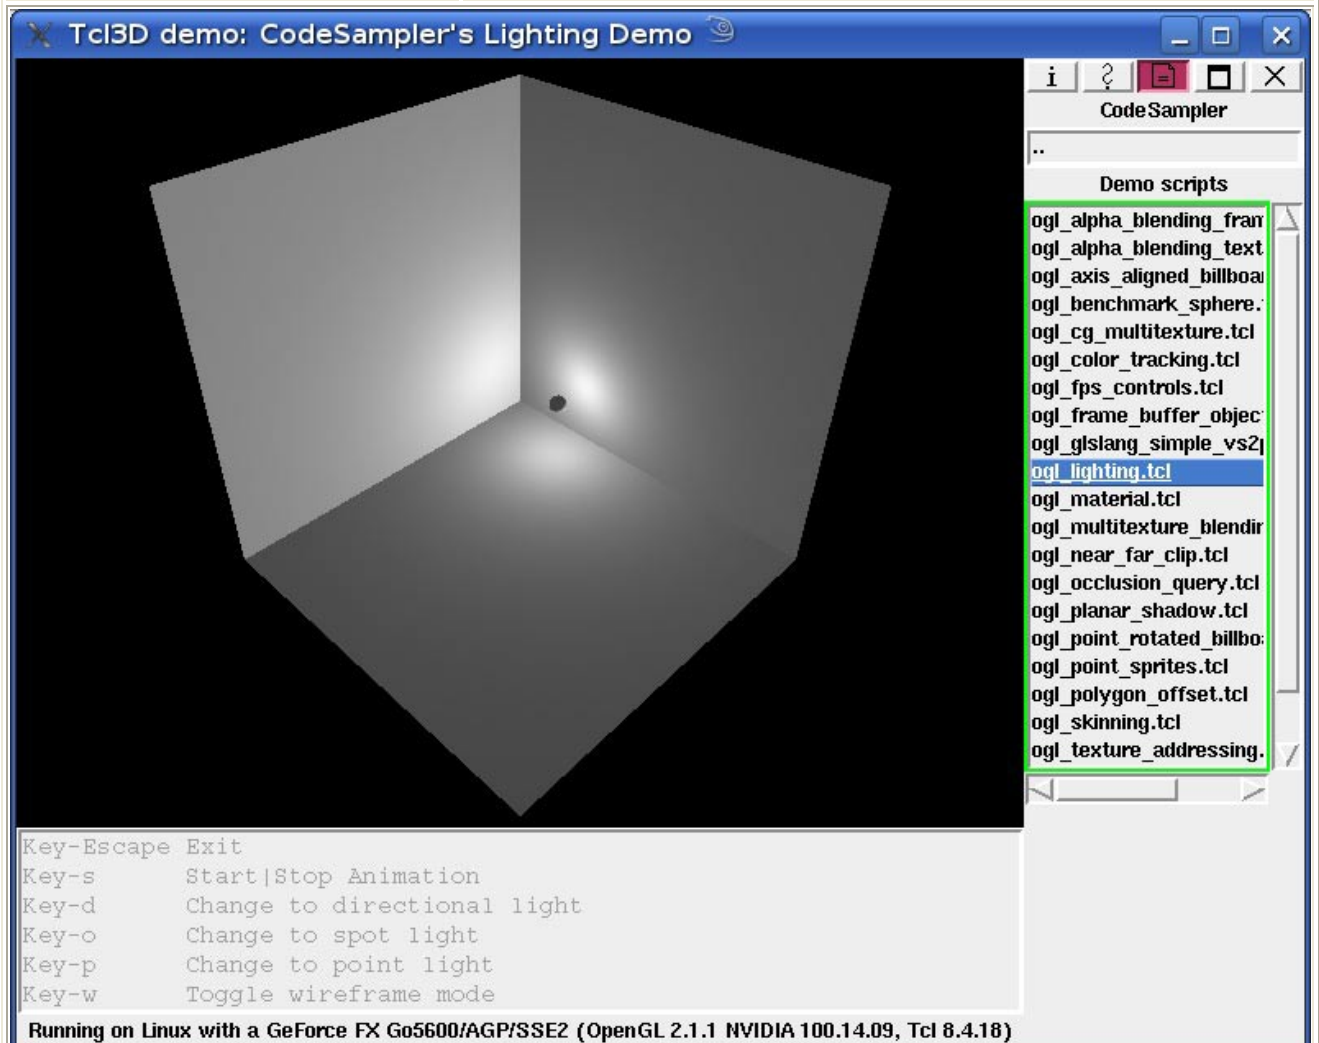 Tcl3D demo: CodeSampler's Lighting Demo
i ?
CodeSampler
..
Demo scripts
ogl_alpha_blending_fram
ogl_alpha_blending_text
ogl_axis_aligned_billboa
ogl_benchmark_sphere.
ogl_cg_multitexture.tcl
ogl_color_tracking.tcl
ogl_fps_controls.tcl
ogl_frame_buffer_objec
ogl_glslang_simple_vs2p
ogl_lighting.tcl
ogl_material.tcl
ogl_multitexture_blendin
ogl_near_far_clip.tcl
ogl_occlusion_query.tcl
ogl_planar_shadow.tcl
ogl_point_rotated_billbo
ogl_point_sprites.tcl
ogl_polygon_offset.tcl
ogl_skinning.tcl
ogl_texture_addressing.
Key-Escape Exit
Key-s Start|Stop Animation
Key-d Change to directional light
Key-o Change to spot light
Key-p Change to point light
Key-w Toggle wireframe mode
Running on Linux with a GeForce FX Go5600/AGP/SSE2 (OpenGL 2.1.1 NVIDIA 100.14.09, Tcl 8.4.18)